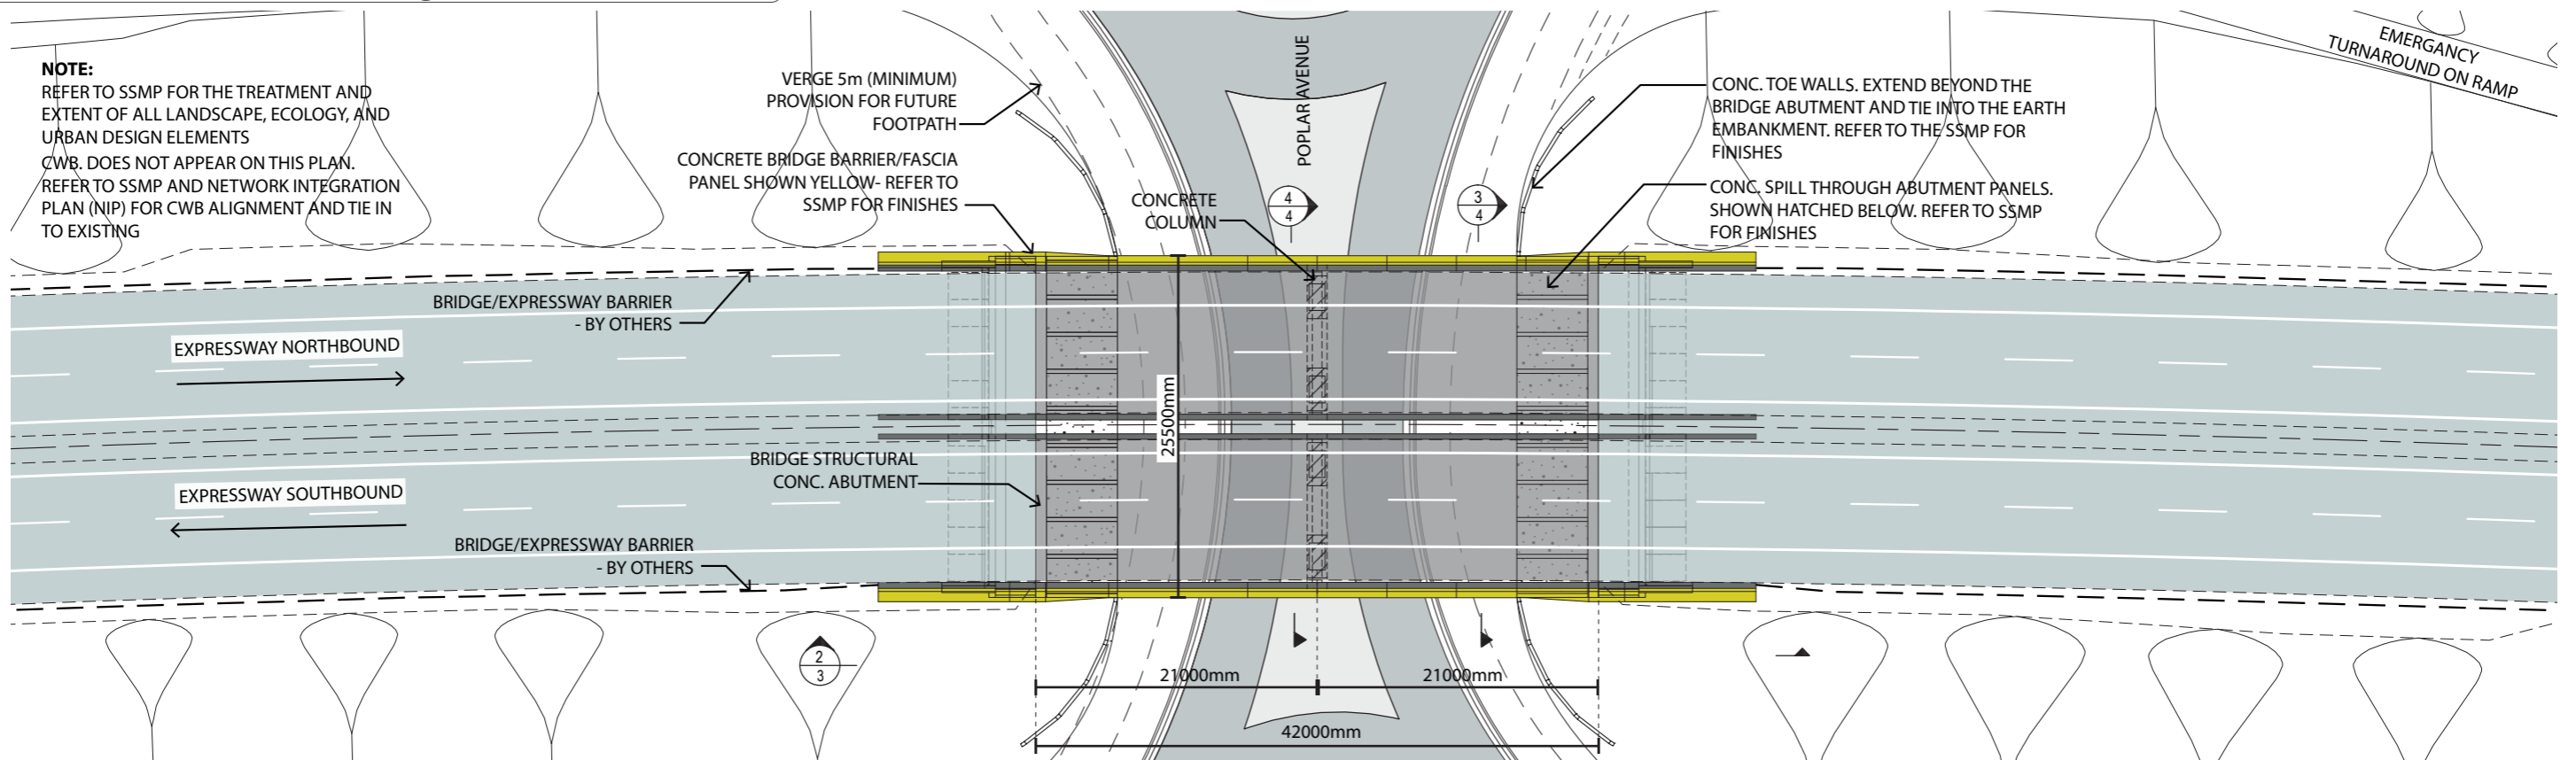 NOTE:
REFER TO SSMP FOR THE TREATMENT AND
EXTENT OF ALL LANDSCAPE, ECOLOGY, AND
URBAN DESIGN ELEMENTS
CWB. DOES NOT APPEAR ON THIS PLAN.
REFER TO SSMP AND NETWORK INTEGRATION
PLAN (NIP) FOR CWB ALIGNMENT AND TIE IN
TO EXISTING
VERGE 5m (MINIMUM)
PROVISION FOR FUTURE
FOOTPATH
CONCRETE BRIDGE BARRIER/FASCIA
PANEL SHOWN YELLOW- REFER TO
SSMP FOR FINISHES
CONCRETE
COLUMN
POPLAR AVENUE
4
4
3
4
CONC. TOE WALLS. EXTEND BEYOND THE
BRIDGE ABUTMENT AND TIE INTO THE EARTH
EMBANKMENT. REFER TO THE SSMP FOR
FINISHES
CONC. SPILL THROUGH ABUTMENT PANELS.
SHOWN HATCHED BELOW. REFER TO SSMP
FOR FINISHES
EMERGANCY
TURNAROUND ON RAMP
BRIDGE/EXPRESSWAY BARRIER
- BY OTHERS
EXPRESSWAY NORTHBOUND
25500mm
BRIDGE STRUCTURAL
CONC. ABUTMENT
EXPRESSWAY SOUTHBOUND
BRIDGE/EXPRESSWAY BARRIER
- BY OTHERS
2
3
21000mm
21000mm
42000mm